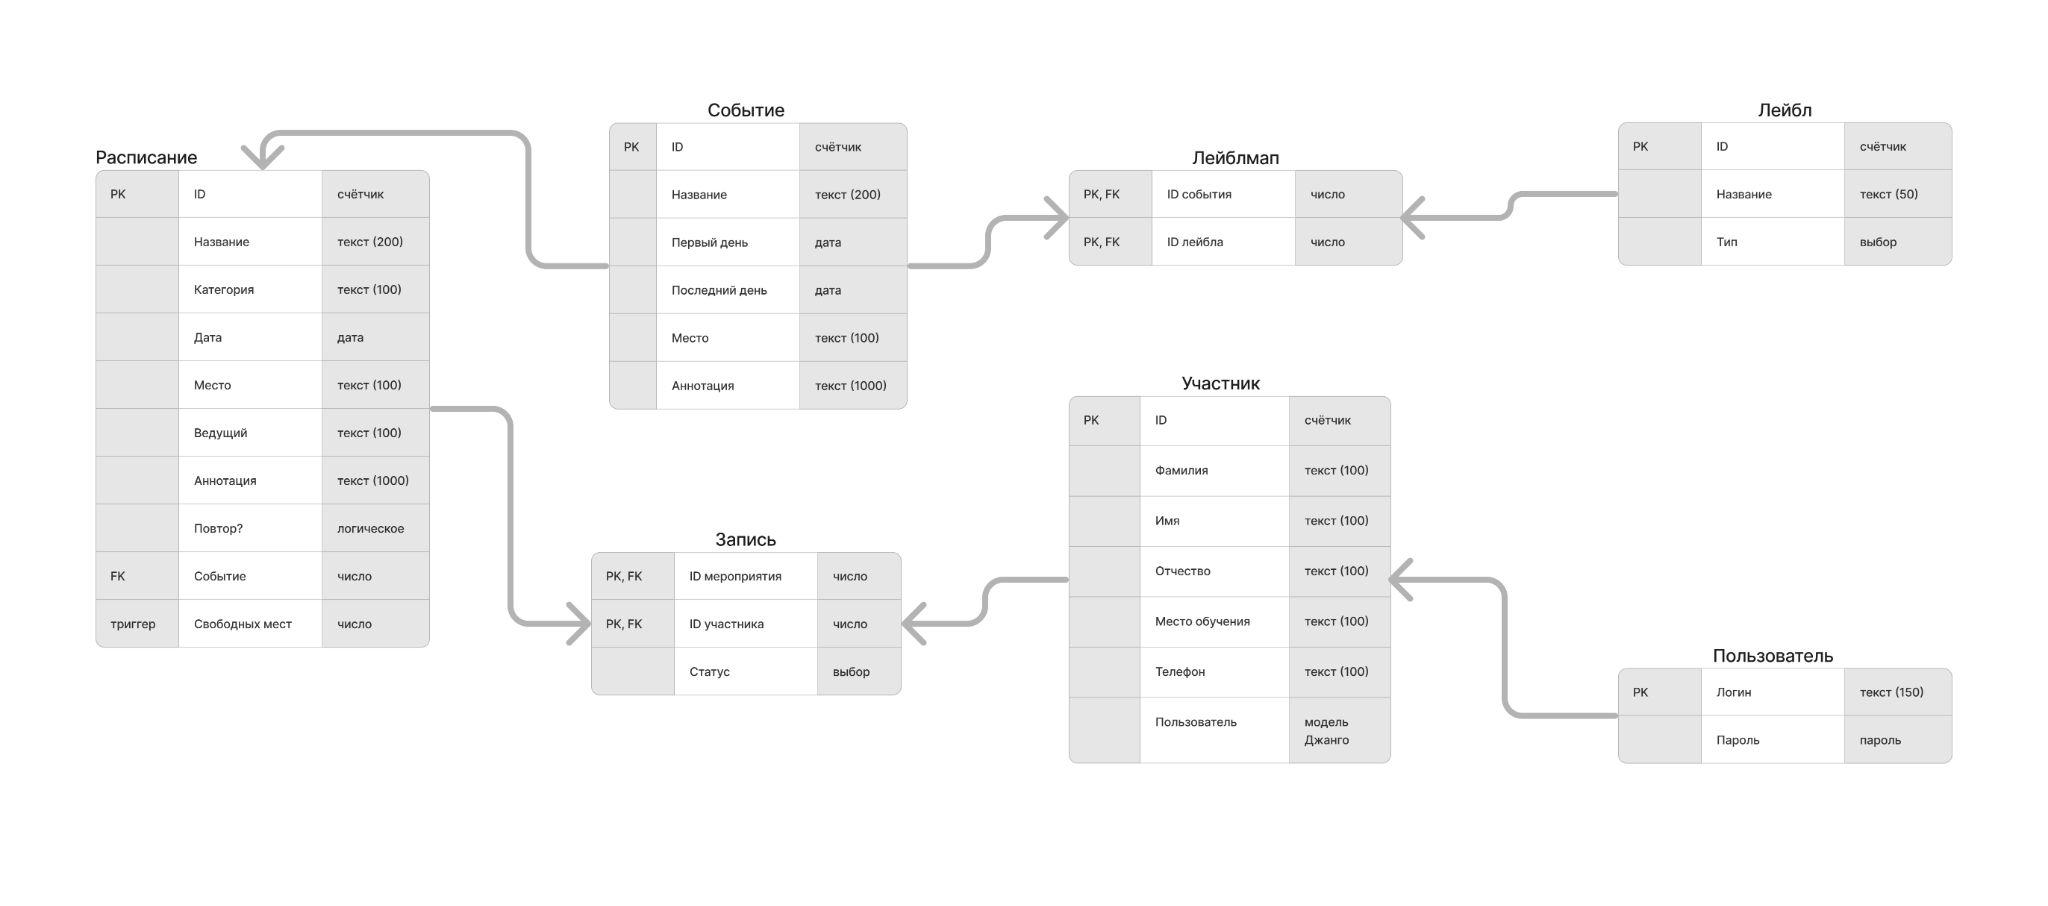 Расписание
PK ID счётчик
Название текст (200)
Категория текст (100)
Дата дата
Место текст (100)
Ведущий текст (100)
Аннотация текст (1000)
Повтор? логическое
FK Событие число
триггер Свободных мест число
Событие
PK ID счётчик
Название текст (200)
Первый день дата
Последний день дата
Место текст (100)
Аннотация текст (1000)
Лейблмап
PK, FK ID события число
PK, FK ID лейбла число
Лейбл
PK ID счётчик
Название текст (50)
Тип выбор
Запись
PK, FK ID мероприятия число
PK, FK ID участника число
Статус выбор
Участник
PK ID счётчик
Фамилия текст (100)
Имя текст (100)
Отчество текст (100)
Место обучения текст (100)
Телефон текст (100)
Пользователь модель
Джанго
Пользователь
PK Логин текст (150)
Пароль пароль